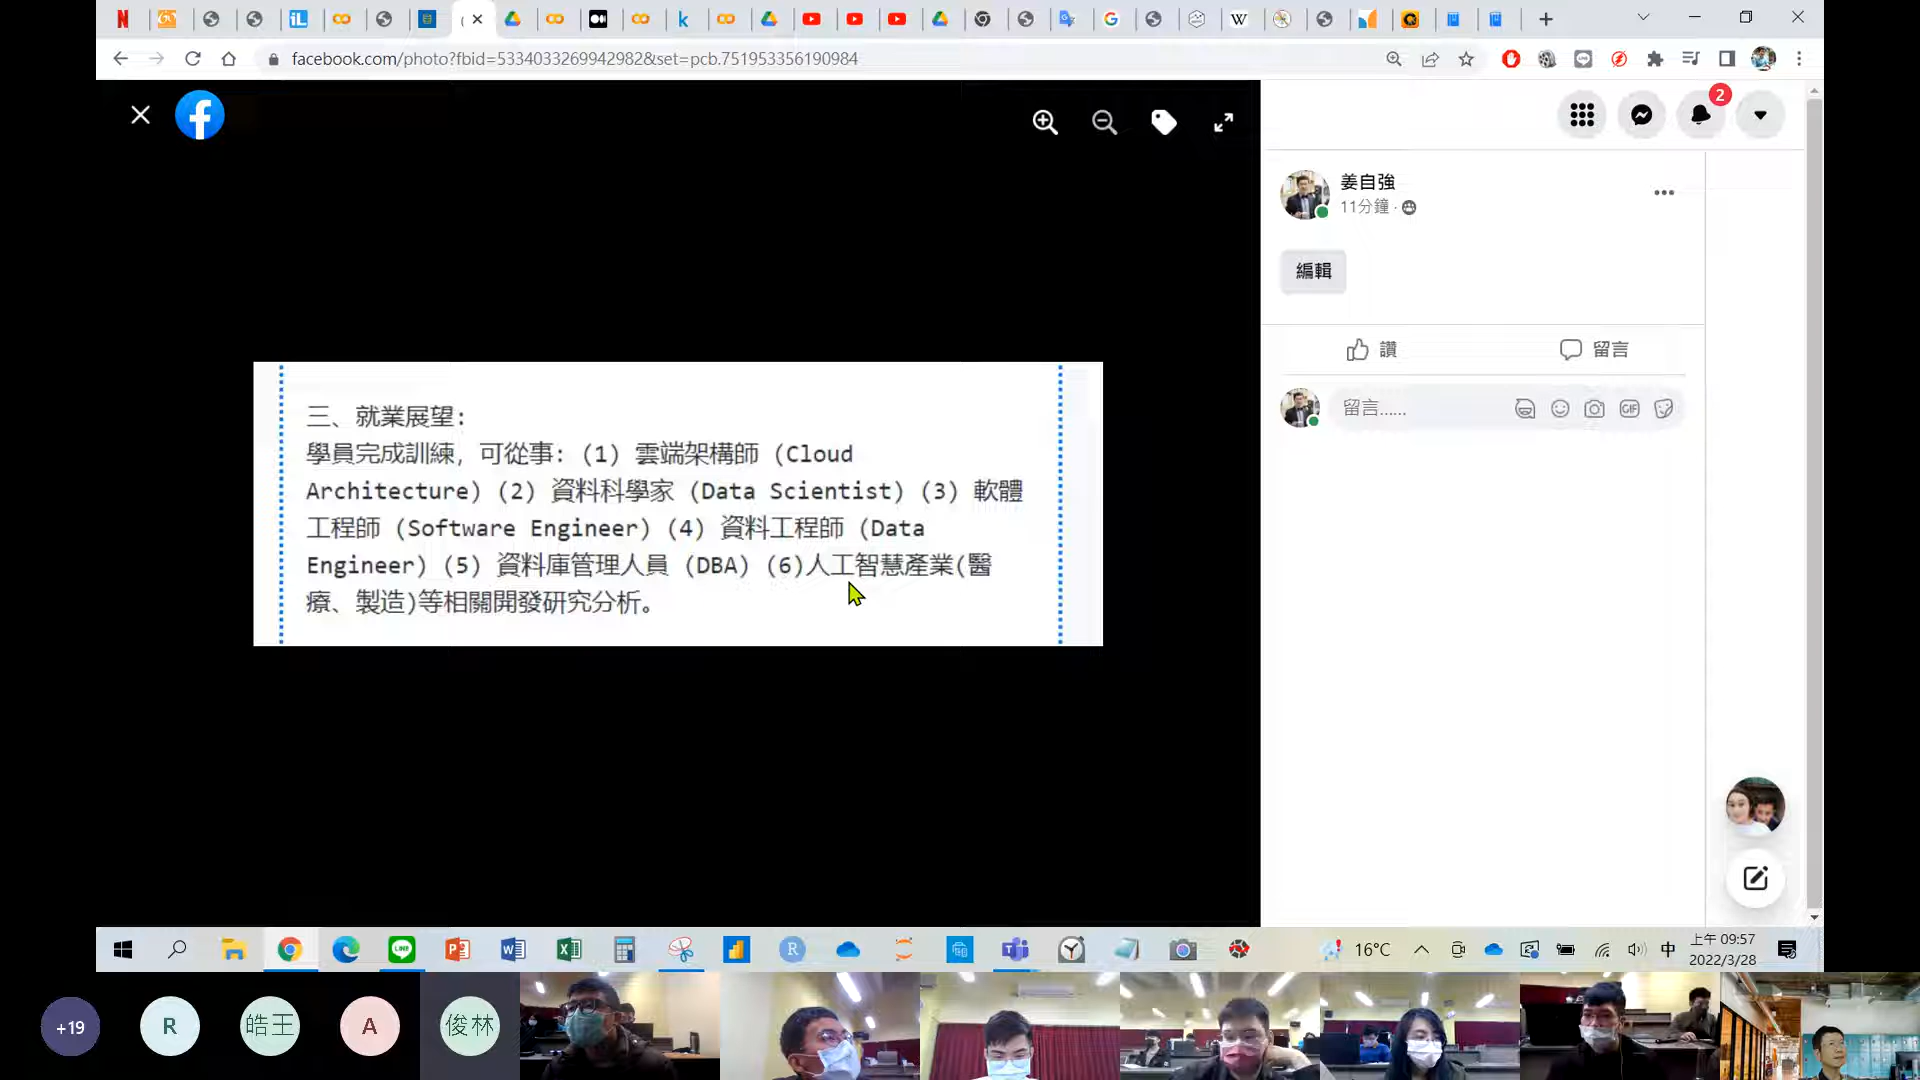 facebook.com/photo?fbid=5334033269942982&set=pcb.751953356190984
2
姜自強
11分鐘 ·
編輯
讚
留言
留言......
GIF
三、就業展望:
學員完成訓練, 可從事: (1) 雲端架構師 (Cloud
Architecture) (2) 資料科學家 (Data Scientist) (3) 軟體
工程師 (Software Engineer) (4) 資料工程師 (Data
Engineer) (5) 資料庫管理人員 (DBA) (6)人工智慧產業(醫
療、製造)等相關開發研究分析。
16°C
中
上午 09:57
2022/3/28
+19
R
皓王
A
俊林